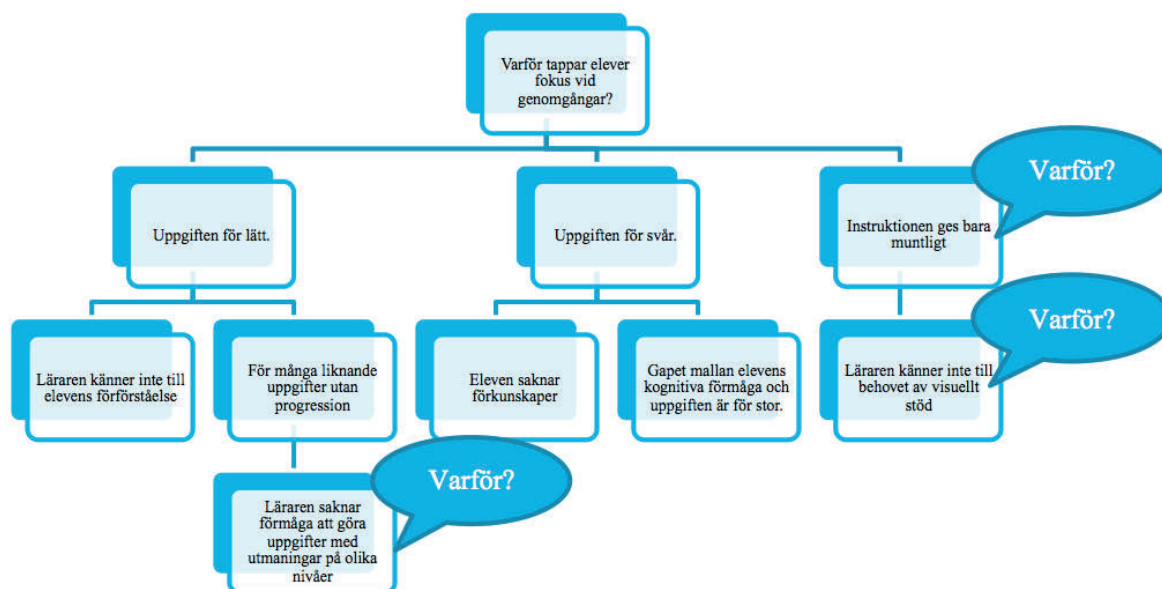 Varför tappar elever
fokus vid
genomgångar?
Varför?
Uppgiften för lätt.
Uppgiften för svår.
Instruktionen ges bara
muntligt
Varför?
Läraren känner inte till
elevens förförståelse
För många liknande
uppgifter utan
progression
Eleven saknar
förkunskaper
Gapet mallan elevens
kognitiva förmåga och
uppgiften är för stor.
Läraren känner inte till
behovet av visuellt
stöd
Varför?
Läraren saknar
förmåga att göra
uppgifter med
utmaningar på olika
nivåer